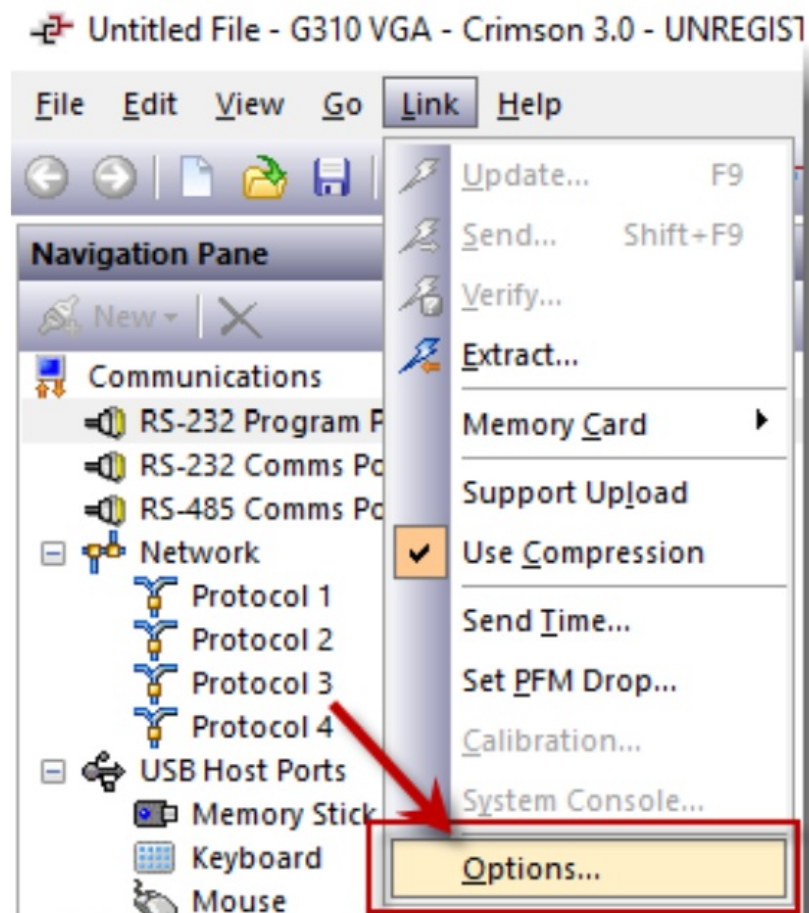 Untitled File - G310 VGA - Crimson 3.0 - UNREGIST
File Edit View Go Link Help
Update... F9
Send... Shift+F9
Verify...
Extract...
Memory Card
Support Upload
Use Compression
Send Time...
Set PFM Drop...
Calibration...
System Console...
Options...
Navigation Pane
New
Communications
RS-232 Program P
RS-232 Comms Po
RS-485 Comms Po
Network
Protocol 1
Protocol 2
Protocol 3
Protocol 4
USB Host Ports
Memory Stick
Keyboard
Mouse